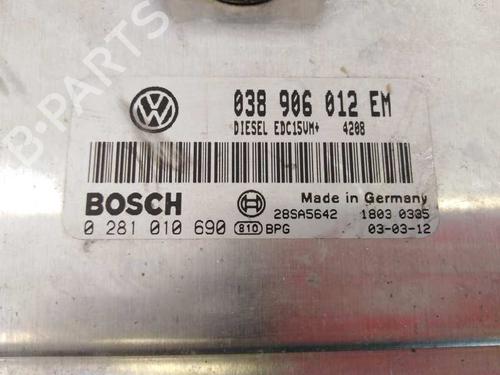 B-PARTS
038 906 012 EM
DIESEL EDC15VM+ 4208
BOSCH
Made in Germany
28SA5642 1803 0335
0 281 010 690 810 BPG 03-03-12